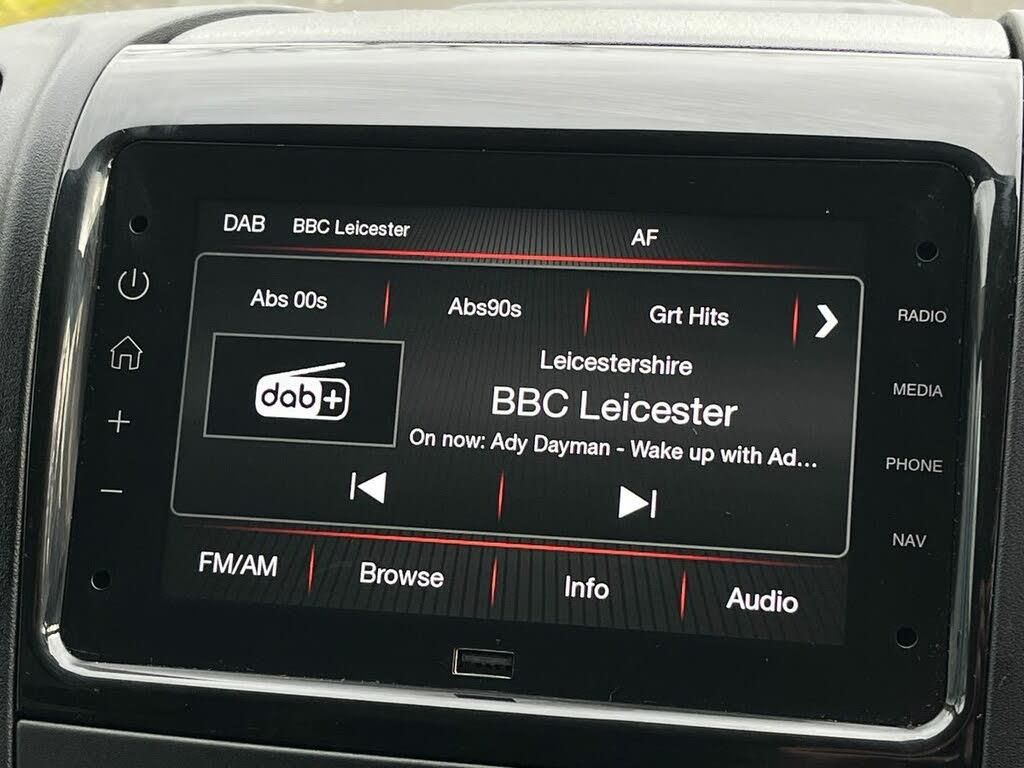 DAB BBC Leicester AF
Abs 00s Abs90s Grt Hits
RADIO
Leicestershire
dab+
BBC Leicester
MEDIA
On now: Ady Dayman - Wake up with Ad...
PHONE
NAV
FM/AM Browse Info Audio